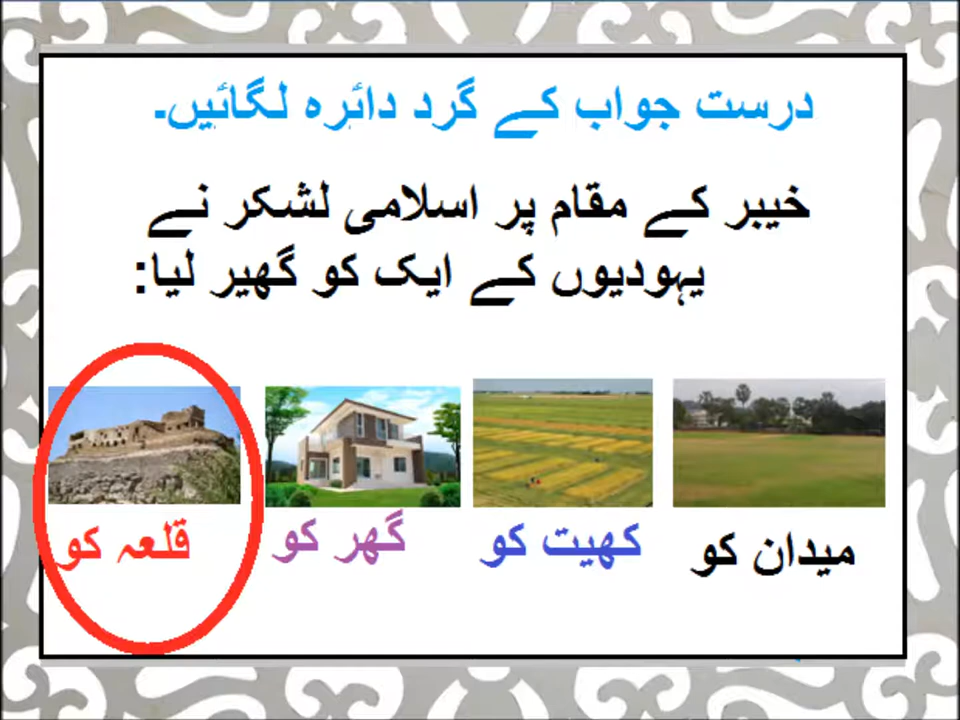 درست جواب کے گرد دائرہ لگائیں۔
خیبر کے مقام پر اسلامی لشکر نے
یہودیوں کے ایک کو گھیر لیا:
میدان کو
کھیت کو
گھر کو
قلعہ کو